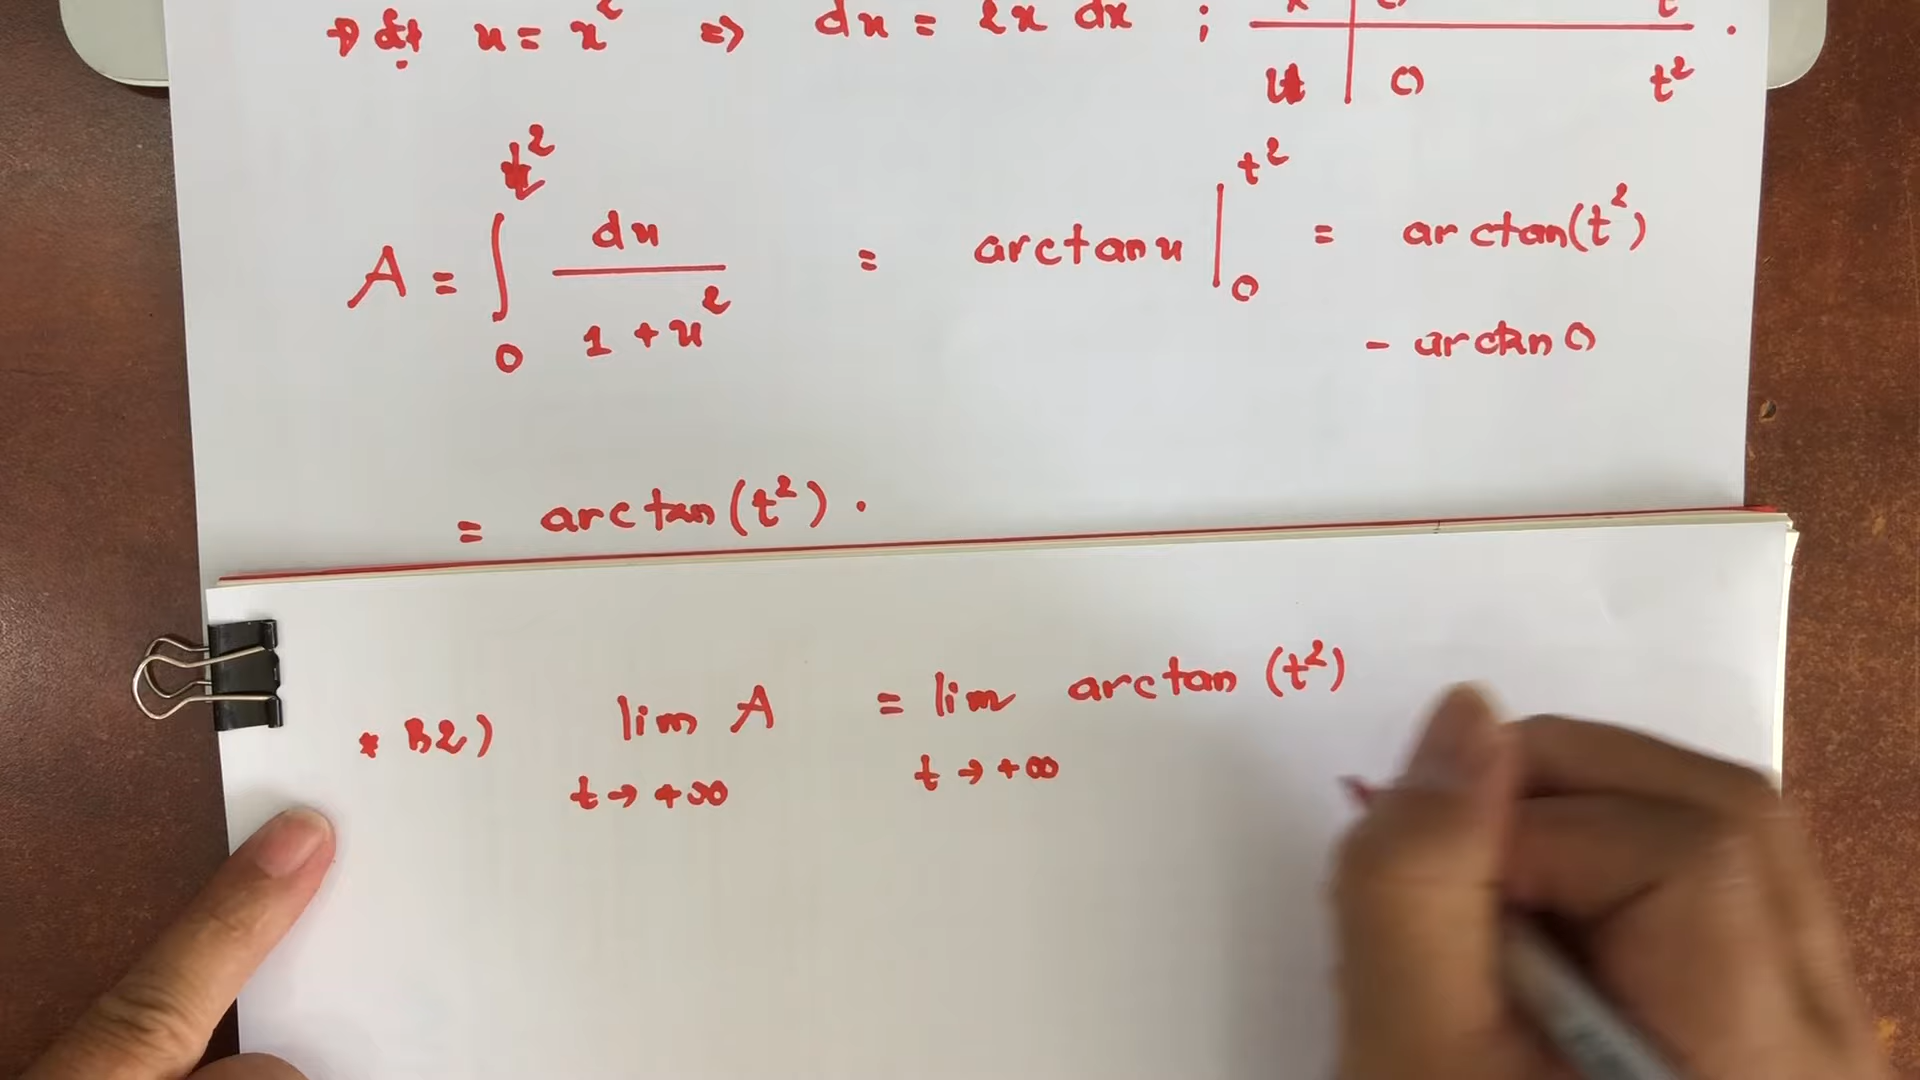 → đặt u = x² => du = 2x dx ; x 0 t .
u 0 t²
A = ∫₀^t² du / (1 + u²) = arctan u |₀^t² = arctan(t²)
- arctan 0
= arctan(t²) .
* B2) lim A = lim arctan (t²)
t → +∞ t → +∞